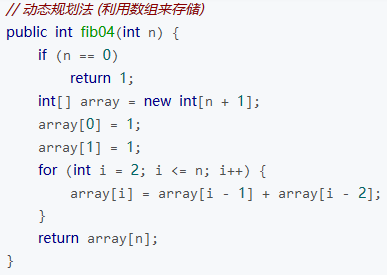 // 动态规划法 (利用数组来存储)
public int fib04(int n) {
    if (n == 0)
        return 1;
    int[] array = new int[n + 1];
    array[0] = 1;
    array[1] = 1;
    for (int i = 2; i <= n; i++) {
        array[i] = array[i - 1] + array[i - 2];
    }
    return array[n];
}